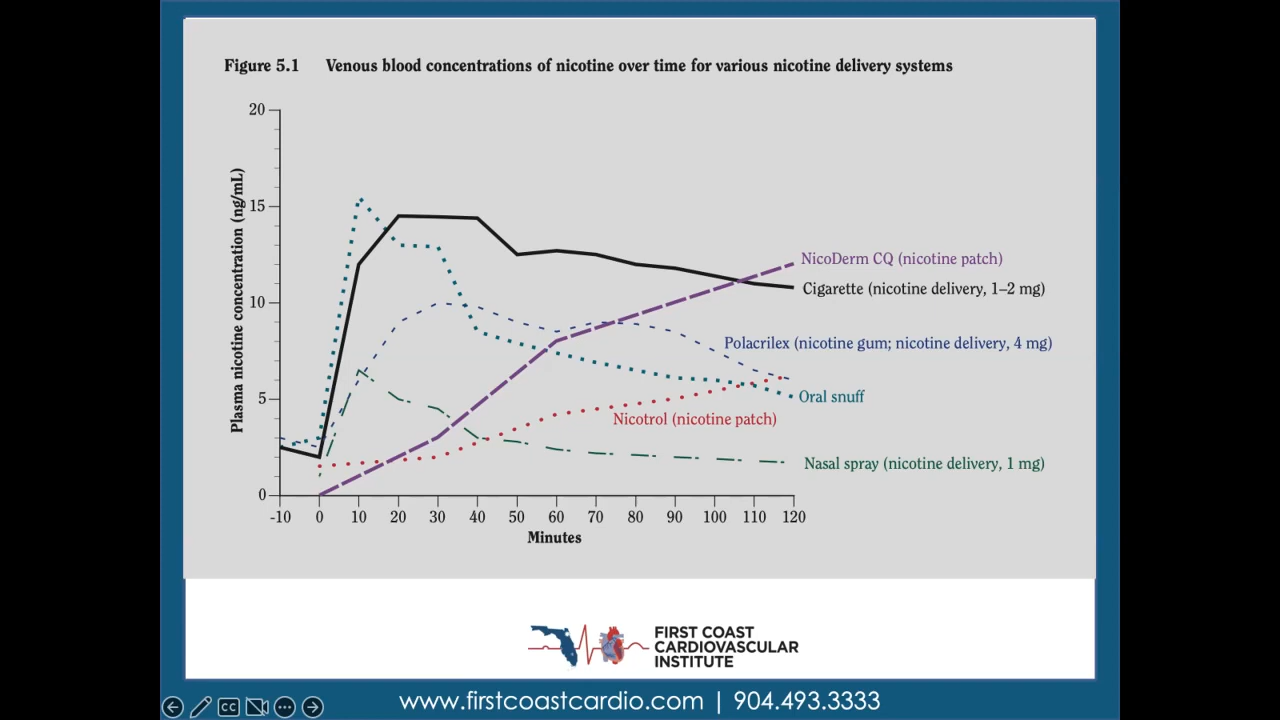 Figure 5.1 Venous blood concentrations of nicotine over time for various nicotine delivery systems
Plasma nicotine concentration (ng/mL)
20
15
10
5
0
NicoDerm CQ (nicotine patch)
Cigarette (nicotine delivery, 1–2 mg)
Polacrilex (nicotine gum; nicotine delivery, 4 mg)
Oral snuff
Nicotrol (nicotine patch)
Nasal spray (nicotine delivery, 1 mg)
-10 0 10 20 30 40 50 60 70 80 90 100 110 120
Minutes
FIRST COAST
CARDIOVASCULAR
INSTITUTE
CC
www.firstcoastcardio.com | 904.493.3333